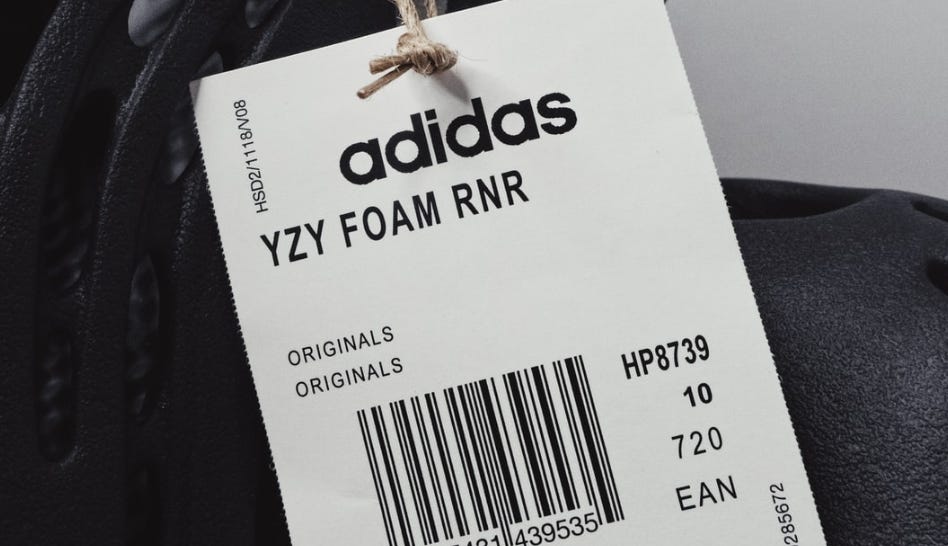 HSD2/1118/V08
adidas
YZY FOAM RNR
ORIGINALS
ORIGINALS
HP8739
10
720
EAN
439535
285672